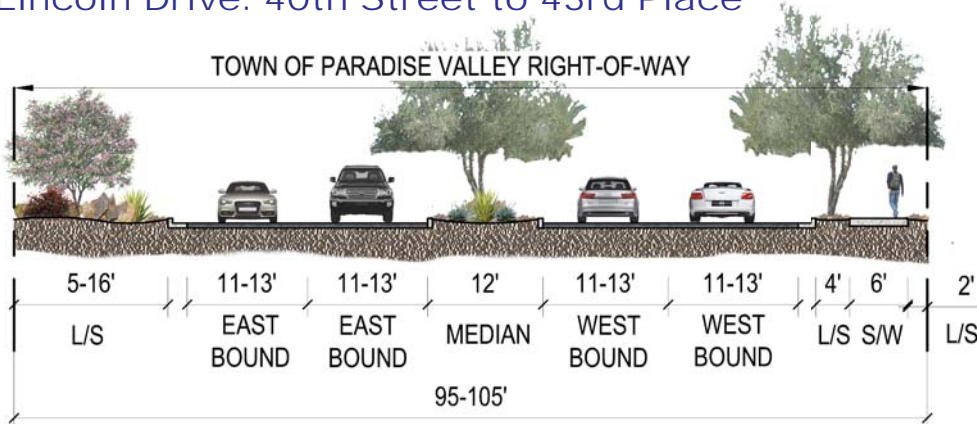 Lincoln Drive: 40th Street to 43rd Place
TOWN OF PARADISE VALLEY RIGHT-OF-WAY
5-16' 11-13' 11-13' 12' 11-13' 11-13' 4' 6' 2'
L/S EAST BOUND EAST BOUND MEDIAN WEST BOUND WEST BOUND L/S S/W L/S
95-105'